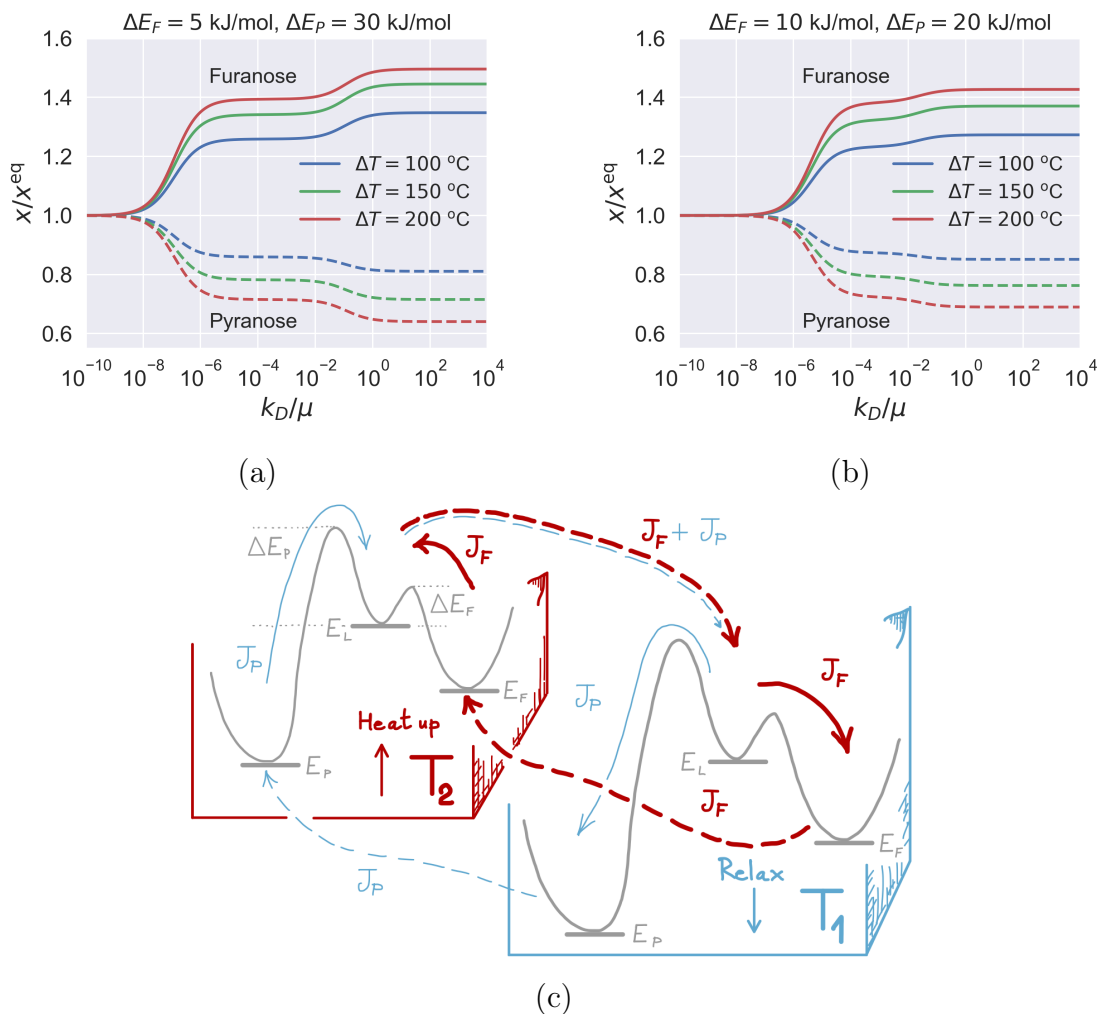 ΔE_F = 5 kJ/mol, ΔE_P = 30 kJ/mol
1.6
1.4
1.2
1.0
0.8
0.6
x/x^eq
Furanose
ΔT = 100 °C
ΔT = 150 °C
ΔT = 200 °C
Pyranose
10^−10 10^−8 10^−6 10^−4 10^−2 10^0 10^2 10^4
k_D/μ
(a)
ΔE_F = 10 kJ/mol, ΔE_P = 20 kJ/mol
1.6
1.4
1.2
1.0
0.8
0.6
x/x^eq
Furanose
ΔT = 100 °C
ΔT = 150 °C
ΔT = 200 °C
Pyranose
10^−10 10^−8 10^−6 10^−4 10^−2 10^0 10^2 10^4
k_D/μ
(b)
ΔE_P
J_F
J_F + J_P
ΔE_F
E_L
J_P
E_F
Heat up
T_2
E_P
J_P
J_P
J_F
E_L
J_F
E_F
Relax
T_1
E_P
(c)